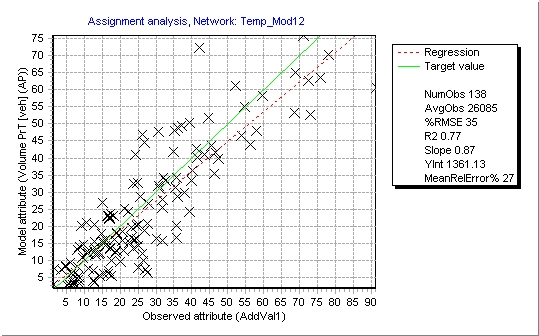 Assignment analysis, Network: Temp_Mod12
Model attribute (Volume PrT [veh] (AP))
75
70
65
60
55
50
45
40
35
30
25
20
15
10
5
5 10 15 20 25 30 35 40 45 50 55 60 65 70 75 80 85 90
Observed attribute (AddVal1)
Regression
Target value
NumObs 138
AvgObs 26085
%RMSE 35
R2 0.77
Slope 0.87
YInt 1361.13
MeanRelError% 27